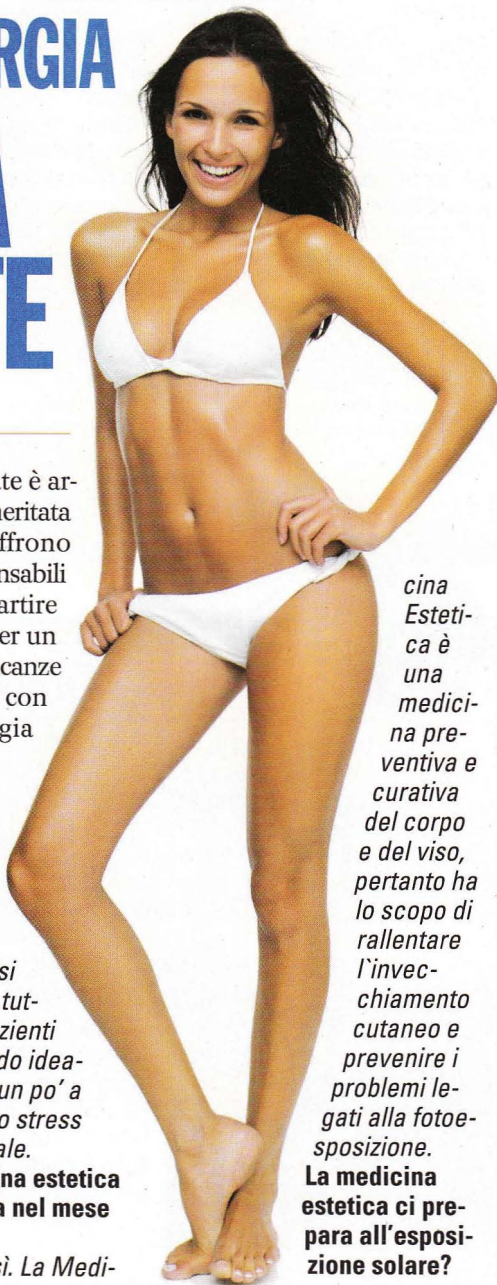 RGIA
A
TE
te è ar-
eritata
ffrono
nsabili
artire
er un
canze
con
gia
si
tut-
zienti
do idea-
un po' a
o stress
ale.
na estetica
a nel mese
sì. La Medi-
cina
Esteti-
ca è
una
medici-
na pre-
ventiva e
curativa
del corpo
e del viso,
pertanto ha
lo scopo di
rallentare
l`invec-
chiamento
cutaneo e
prevenire i
problemi le-
gati alla fotoe-
sposizione.
La medicina
estetica ci pre-
para all'esposi-
zione solare?